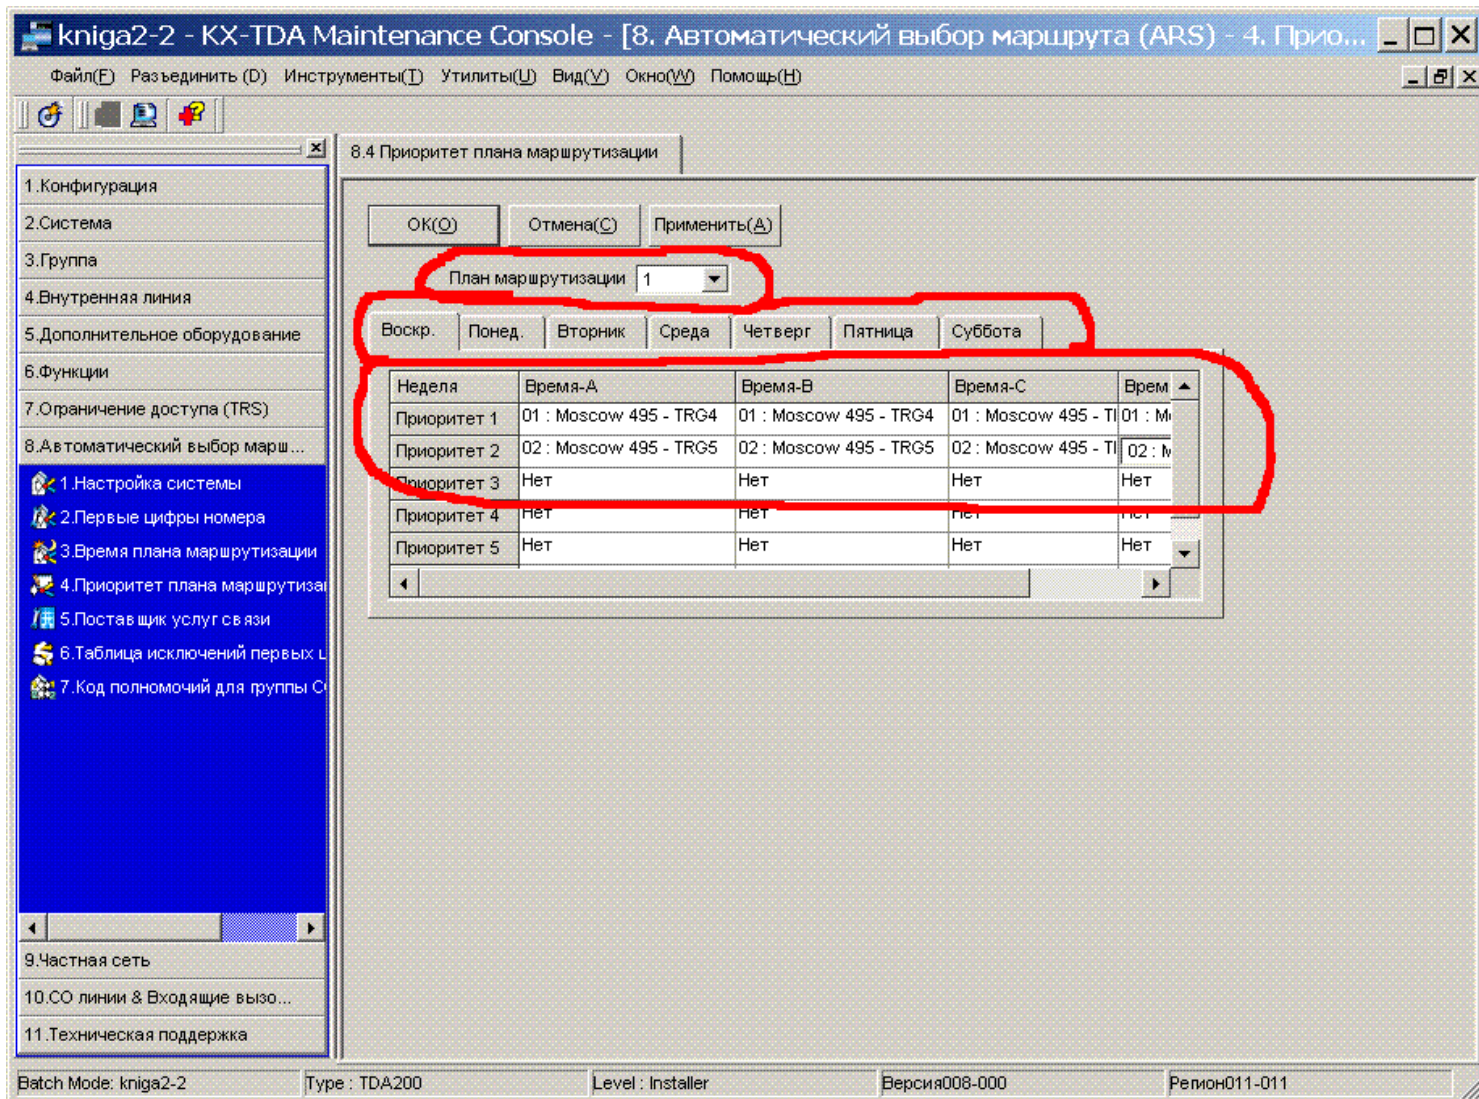 kniga2-2 - KX-TDA Maintenance Console - [8. Автоматический выбор маршрута (ARS) - 4. Прио...
Файл(F) Разъединить (D) Инструменты(T) Утилиты(U) Вид(V) Окно(W) Помощь(H)
1.Конфигурация
2.Система
3.Группа
4.Внутренняя линия
5.Дополнительное оборудование
6.Функции
7.Ограничение доступа (TRS)
8.Автоматический выбор марш...
1.Настройка системы
2.Первые цифры номера
3.Время плана маршрутизации
4.Приоритет плана маршрутиза
5.Поставщик услуг связи
6.Таблица исключений первых ц
7.Код полномочий для группы C
9.Частная сеть
10.CO линии & Входящие вызо...
11.Техническая поддержка
8.4 Приоритет плана маршрутизации
OK(O) Отмена(C) Применить(A)
План маршрутизации 1
Воскр. Понед. Вторник Среда Четверг Пятница Суббота
Неделя Время-A Время-B Время-C Врем
Приоритет 1 01 : Moscow 495 - TRG4 01 : Moscow 495 - TRG4 01 : Moscow 495 - T 01 : M
Приоритет 2 02 : Moscow 495 - TRG5 02 : Moscow 495 - TRG5 02 : Moscow 495 - T 02 : M
Приоритет 3 Нет Нет Нет Нет
Приоритет 4 Нет Нет Нет Нет
Приоритет 5 Нет Нет Нет Нет
Batch Mode: kniga2-2 Type : TDA200 Level : Installer Версия008-000 Регион011-011